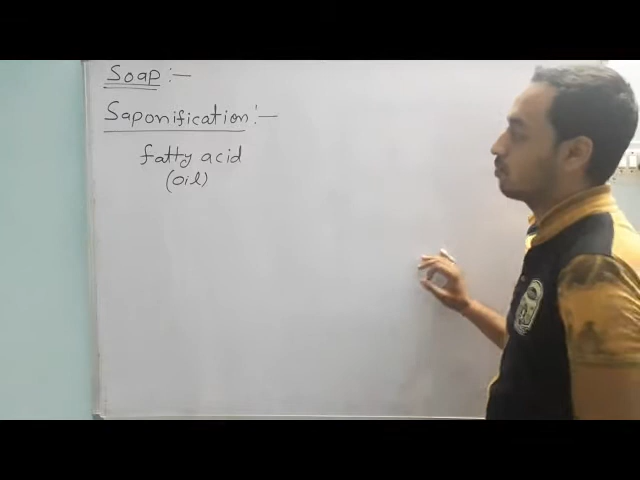 Soap :-
Saponification :-
fatty acid
(oil)